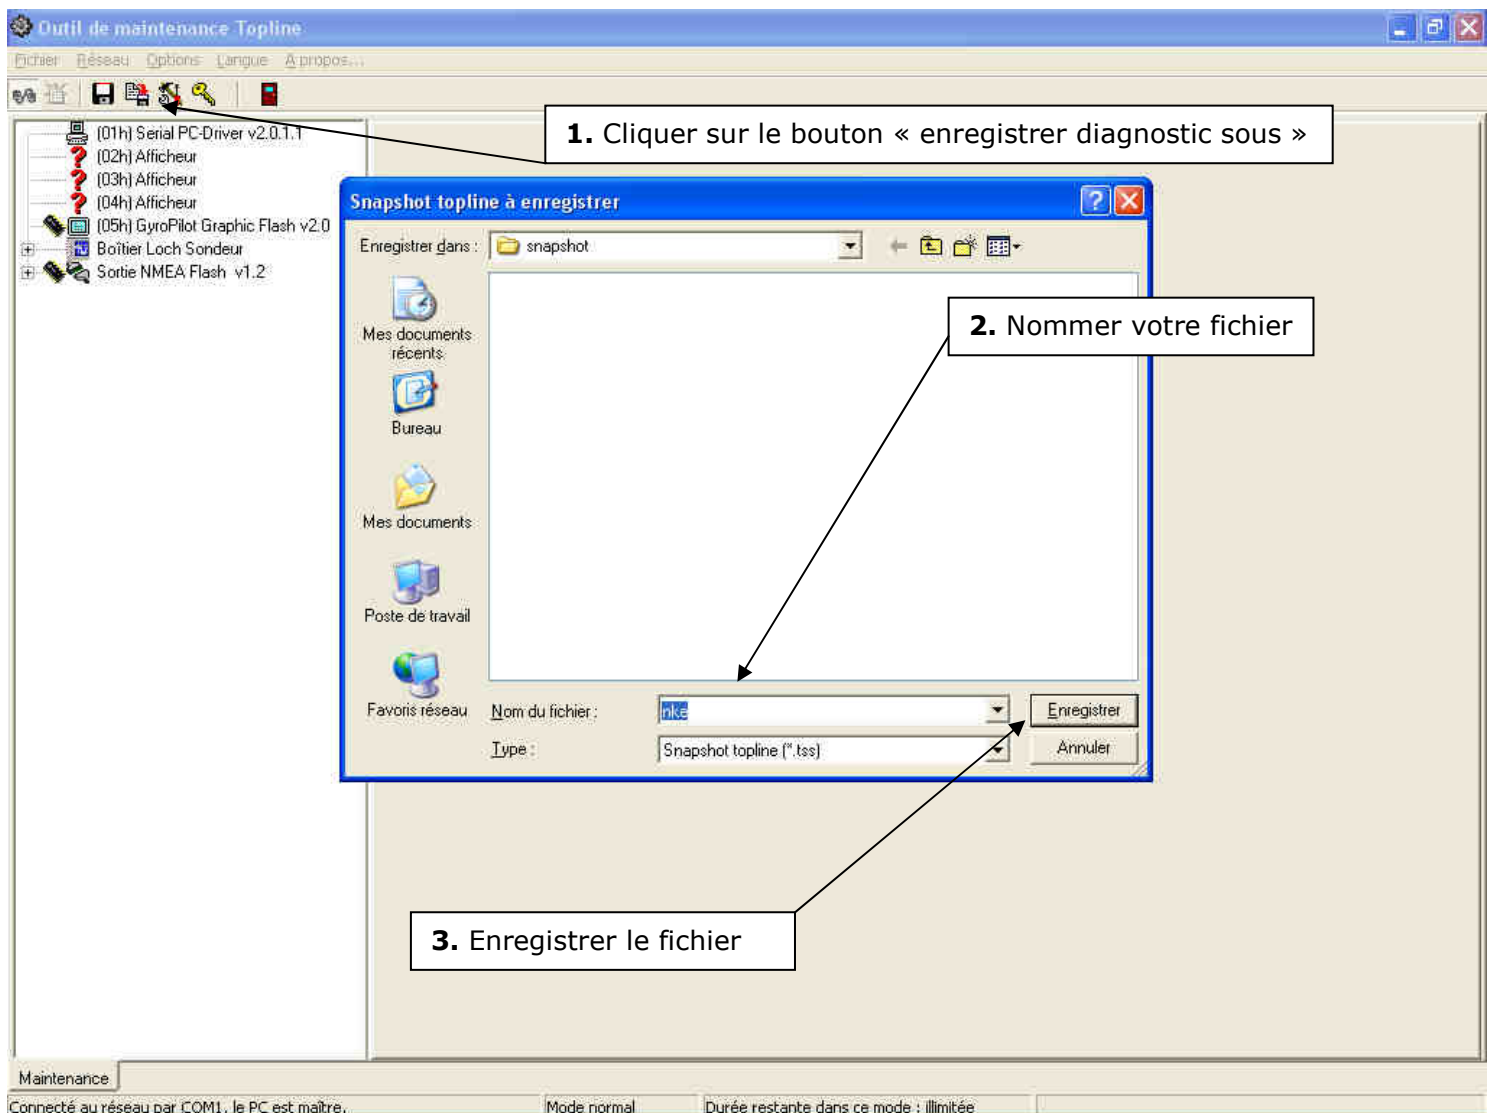 Outil de maintenance Topline
Fichier Réseau Options Langue A propos...
1. Cliquer sur le bouton « enregistrer diagnostic sous »
(01h) Serial PC-Driver v2.0.1.1
(02h) Afficheur
(03h) Afficheur
(04h) Afficheur
(05h) GyroPilot Graphic Flash v2.0
Boîtier Loch Sondeur
Sortie NMEA Flash v1.2
Snapshot topline à enregistrer
Enregistrer dans :
snapshot
Mes documents
récents
Bureau
Mes documents
Poste de travail
Favoris réseau
2. Nommer votre fichier
Nom du fichier :
nke
Enregistrer
Type :
Snapshot topline (*.tss)
Annuler
3. Enregistrer le fichier
Maintenance
Connecté au réseau par COM1, le PC est maître.
Mode normal
Durée restante dans ce mode : illimitée